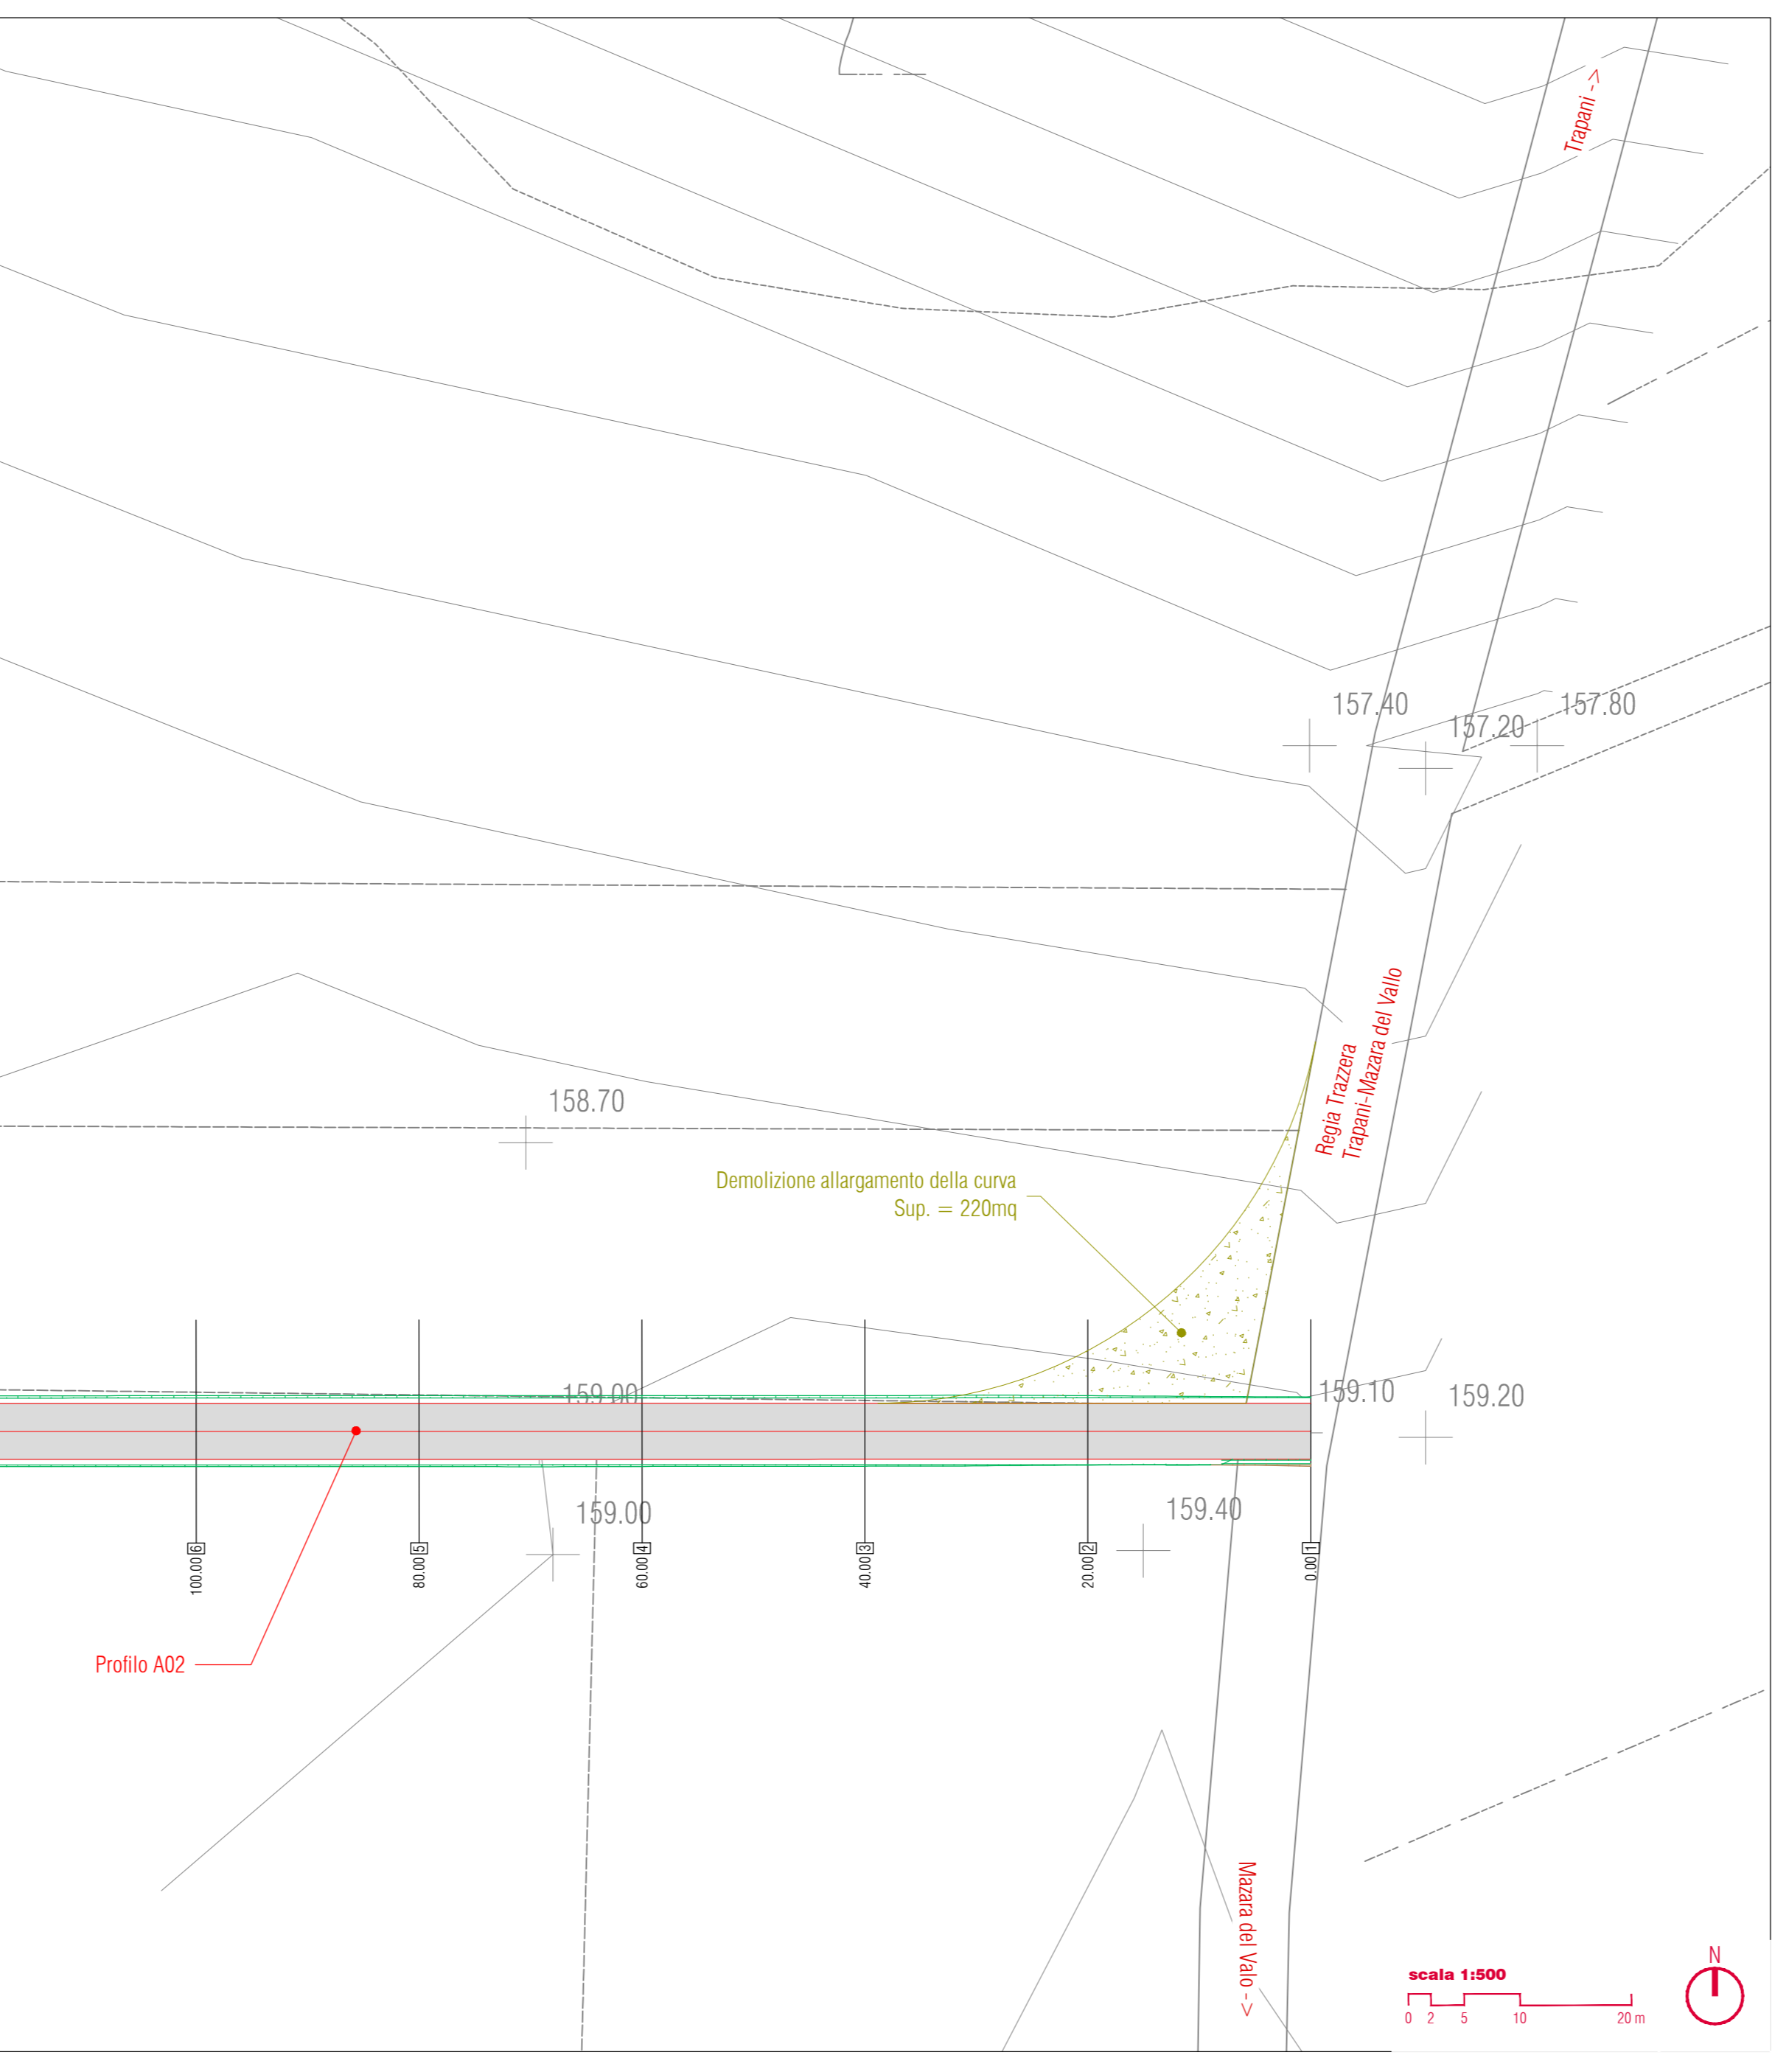 Trapani ->
157.40
157.20
157.80
Regia Trazzera
Trapani-Mazara del Vallo
158.70
Demolizione allargamento della curva
Sup. = 220mq
159.00
159.10
159.20
159.00
159.40
100.00 6
80.00 5
60.00 4
40.00 3
20.00 2
0.00 1
Profilo A02
Mazara del Valo ->
scala 1:500
0 2 5 10 20 m
N